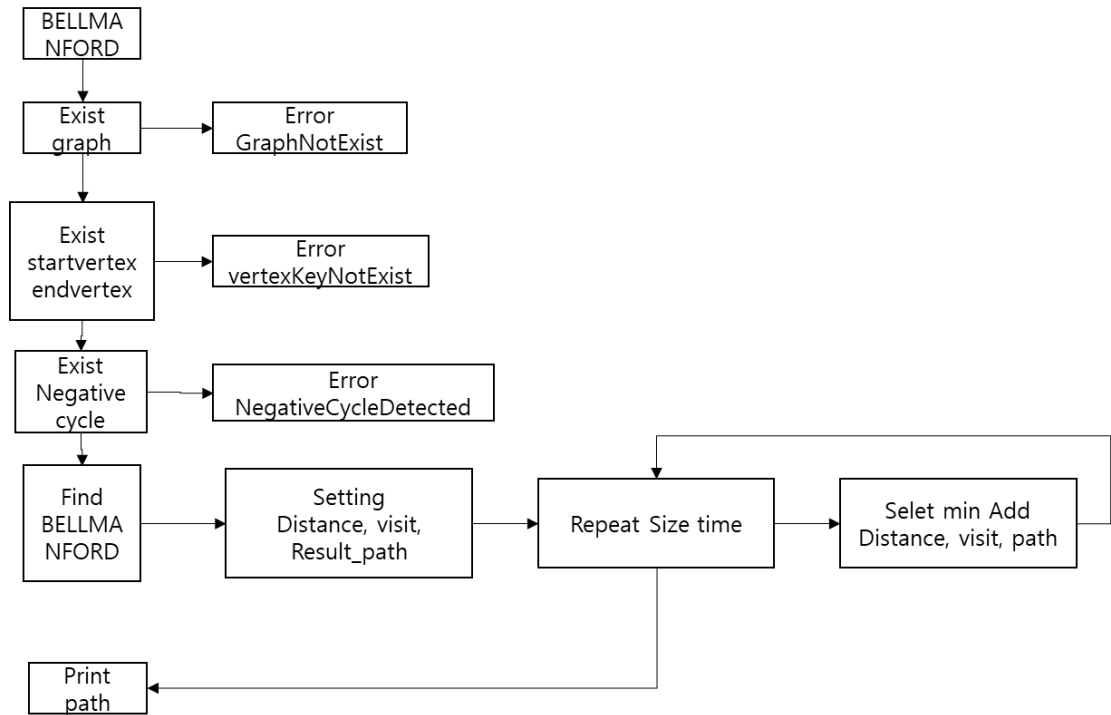 BELLMA
NFORD
Exist
graph
Error
GraphNotExist
Exist
startvertex
endvertex
Error
vertexKeyNotExist
Exist
Negative
cycle
Error
NegativeCycleDetected
Find
BELLMA
NFORD
Setting
Distance, visit,
Result_path
Repeat Size time
Selet min Add
Distance, visit, path
Print
path